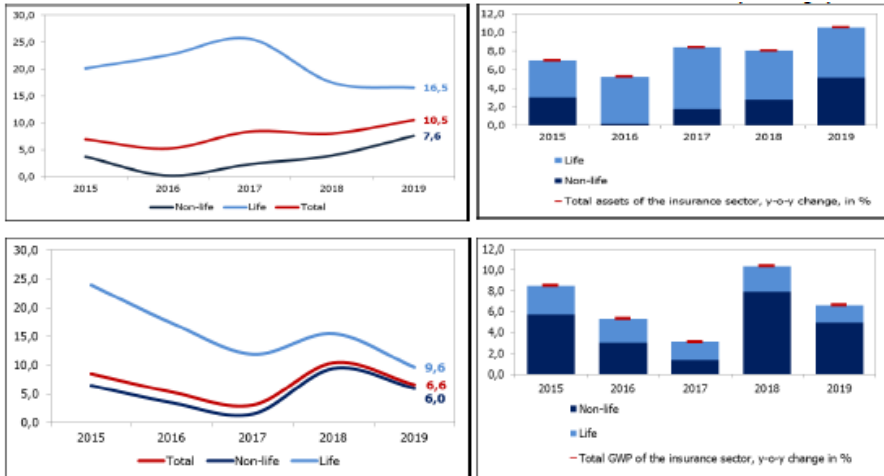 30,0
25,0
20,0
15,0
10,0
5,0
0,0
16,5
10,5
7,6
2015 2016 2017 2018 2019
Non-life Life Total
12,0
10,0
8,0
6,0
4,0
2,0
0,0
2015 2016 2017 2018 2019
Life
Non-life
Total assets of the insurance sector, y-o-y change, in %
30,0
25,0
20,0
15,0
10,0
5,0
0,0
9,6
6,6
6,0
2015 2016 2017 2018 2019
Total Non-life Life
12,0
10,0
8,0
6,0
4,0
2,0
0,0
2015 2016 2017 2018 2019
Non-life
Life
Total GWP of the insurance sector, y-o-y change in %